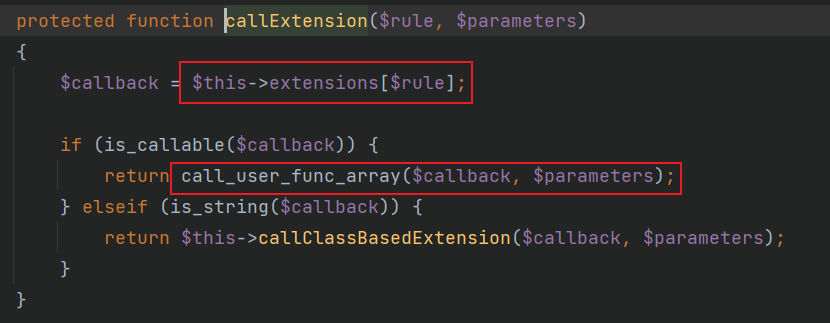 protected function callExtension($rule, $parameters)
{
    $callback = $this->extensions[$rule];
    if (is_callable($callback)) {
        return call_user_func_array($callback, $parameters);
    } elseif (is_string($callback)) {
        return $this->callClassBasedExtension($callback, $parameters);
    }
}